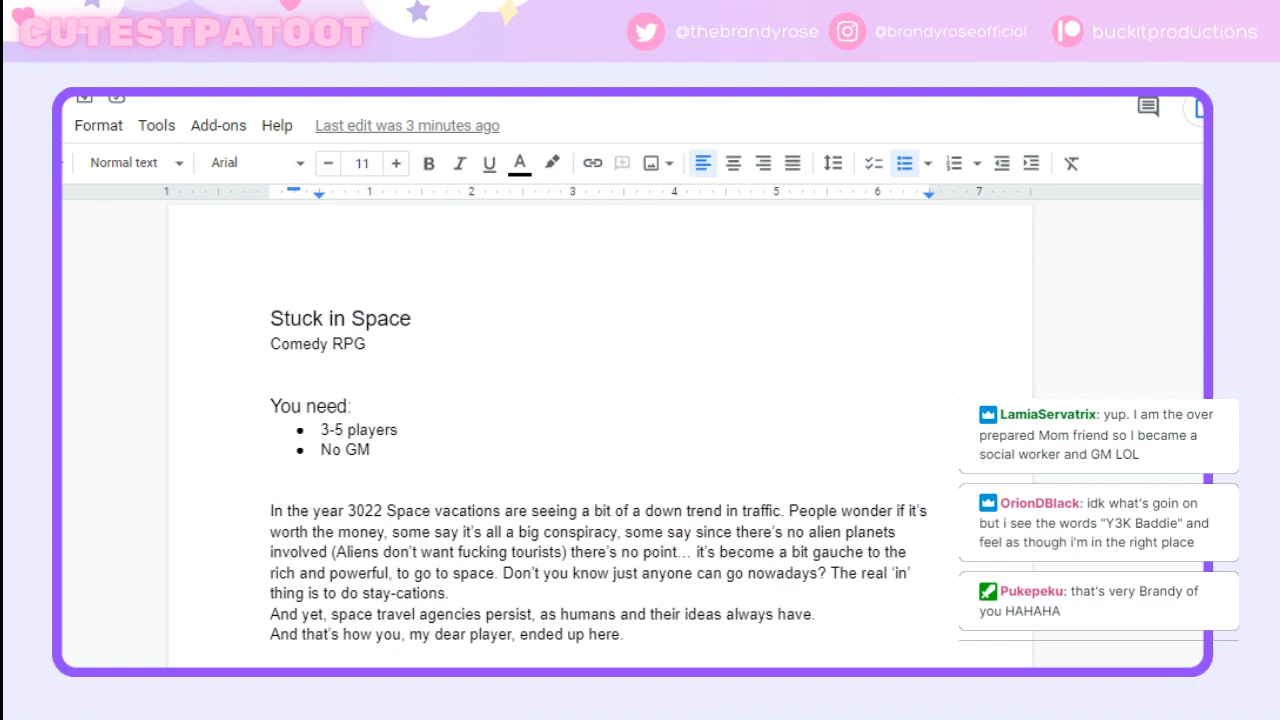 CUTESTPATOOT
@thebrandyrose
@brandyroseofficial
buckitproductions
Format Tools Add-ons Help Last edit was 3 minutes ago
Normal text Arial 11 B I U A
1 1 2 3 4 5 6 7
Stuck in Space
Comedy RPG
You need:
● 3-5 players
● No GM
In the year 3022 Space vacations are seeing a bit of a down trend in traffic. People wonder if it's
worth the money, some say it's all a big conspiracy, some say since there's no alien planets
involved (Aliens don't want fucking tourists) there's no point... it's become a bit gauche to the
rich and powerful, to go to space. Don't you know just anyone can go nowadays? The real 'in'
thing is to do stay-cations.
And yet, space travel agencies persist, as humans and their ideas always have.
And that's how you, my dear player, ended up here.
LamiaServatrix: yup. I am the over
prepared Mom friend so I became a
social worker and GM LOL
OrionDBlack: idk what's goin on
but i see the words "Y3K Baddie" and
feel as though i'm in the right place
Pukepeku: that's very Brandy of
you HAHAHA